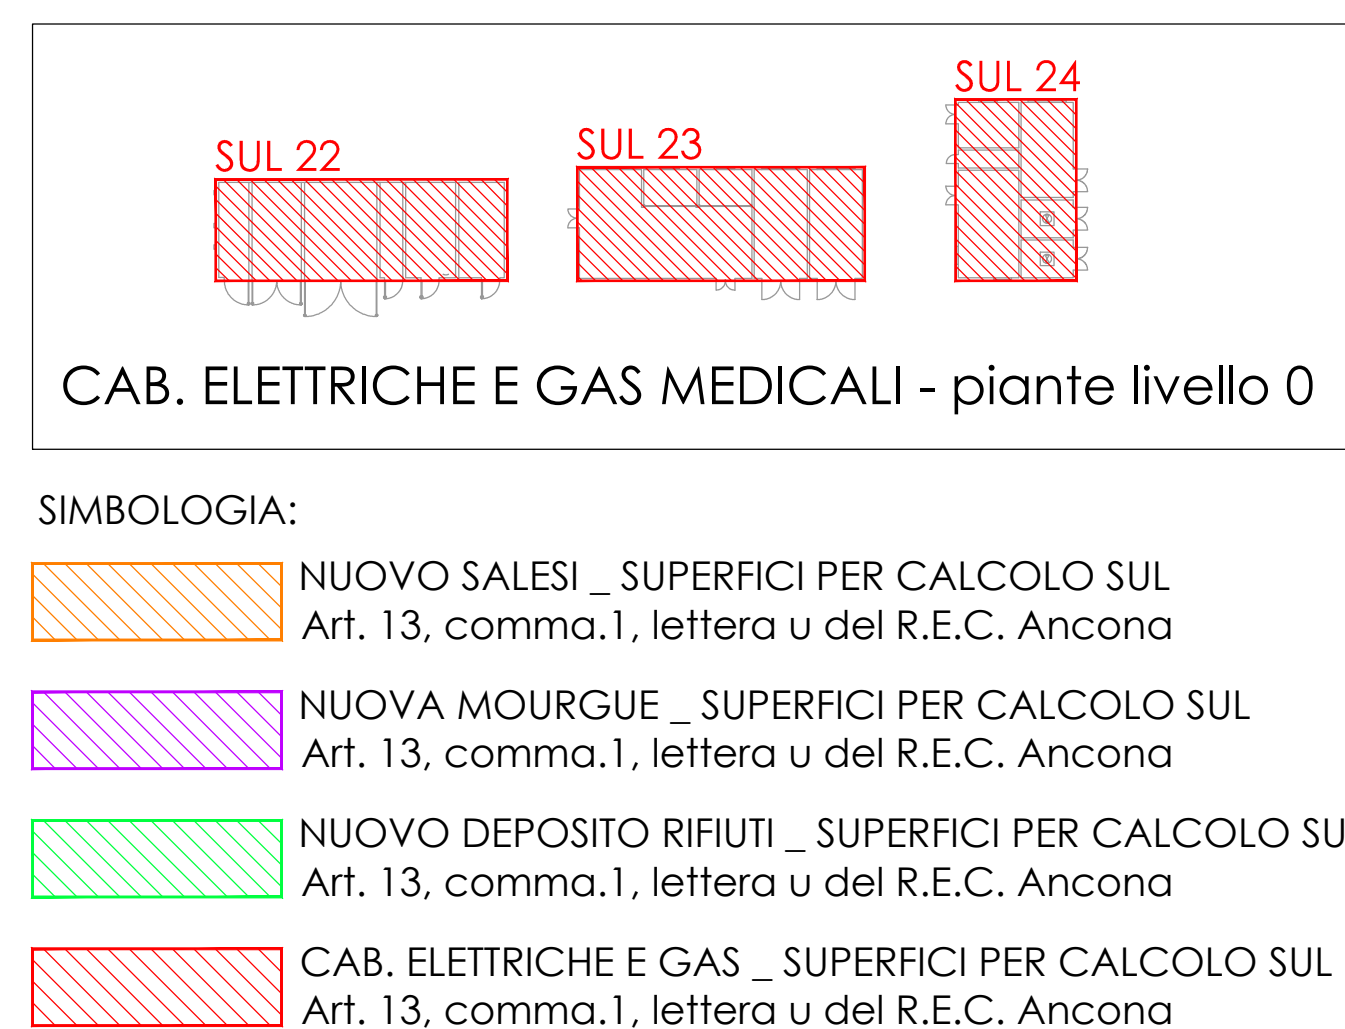 SUL 22
SUL 23
SUL 24
CAB. ELETTRICHE E GAS MEDICALI - piante livello 0
SIMBOLOGIA:
NUOVO SALESI _ SUPERFICI PER CALCOLO SUL
Art. 13, comma.1, lettera u del R.E.C. Ancona
NUOVA MOURGUE _ SUPERFICI PER CALCOLO SUL
Art. 13, comma.1, lettera u del R.E.C. Ancona
NUOVO DEPOSITO RIFIUTI _ SUPERFICI PER CALCOLO SU
Art. 13, comma.1, lettera u del R.E.C. Ancona
CAB. ELETTRICHE E GAS _ SUPERFICI PER CALCOLO SUL
Art. 13, comma.1, lettera u del R.E.C. Ancona